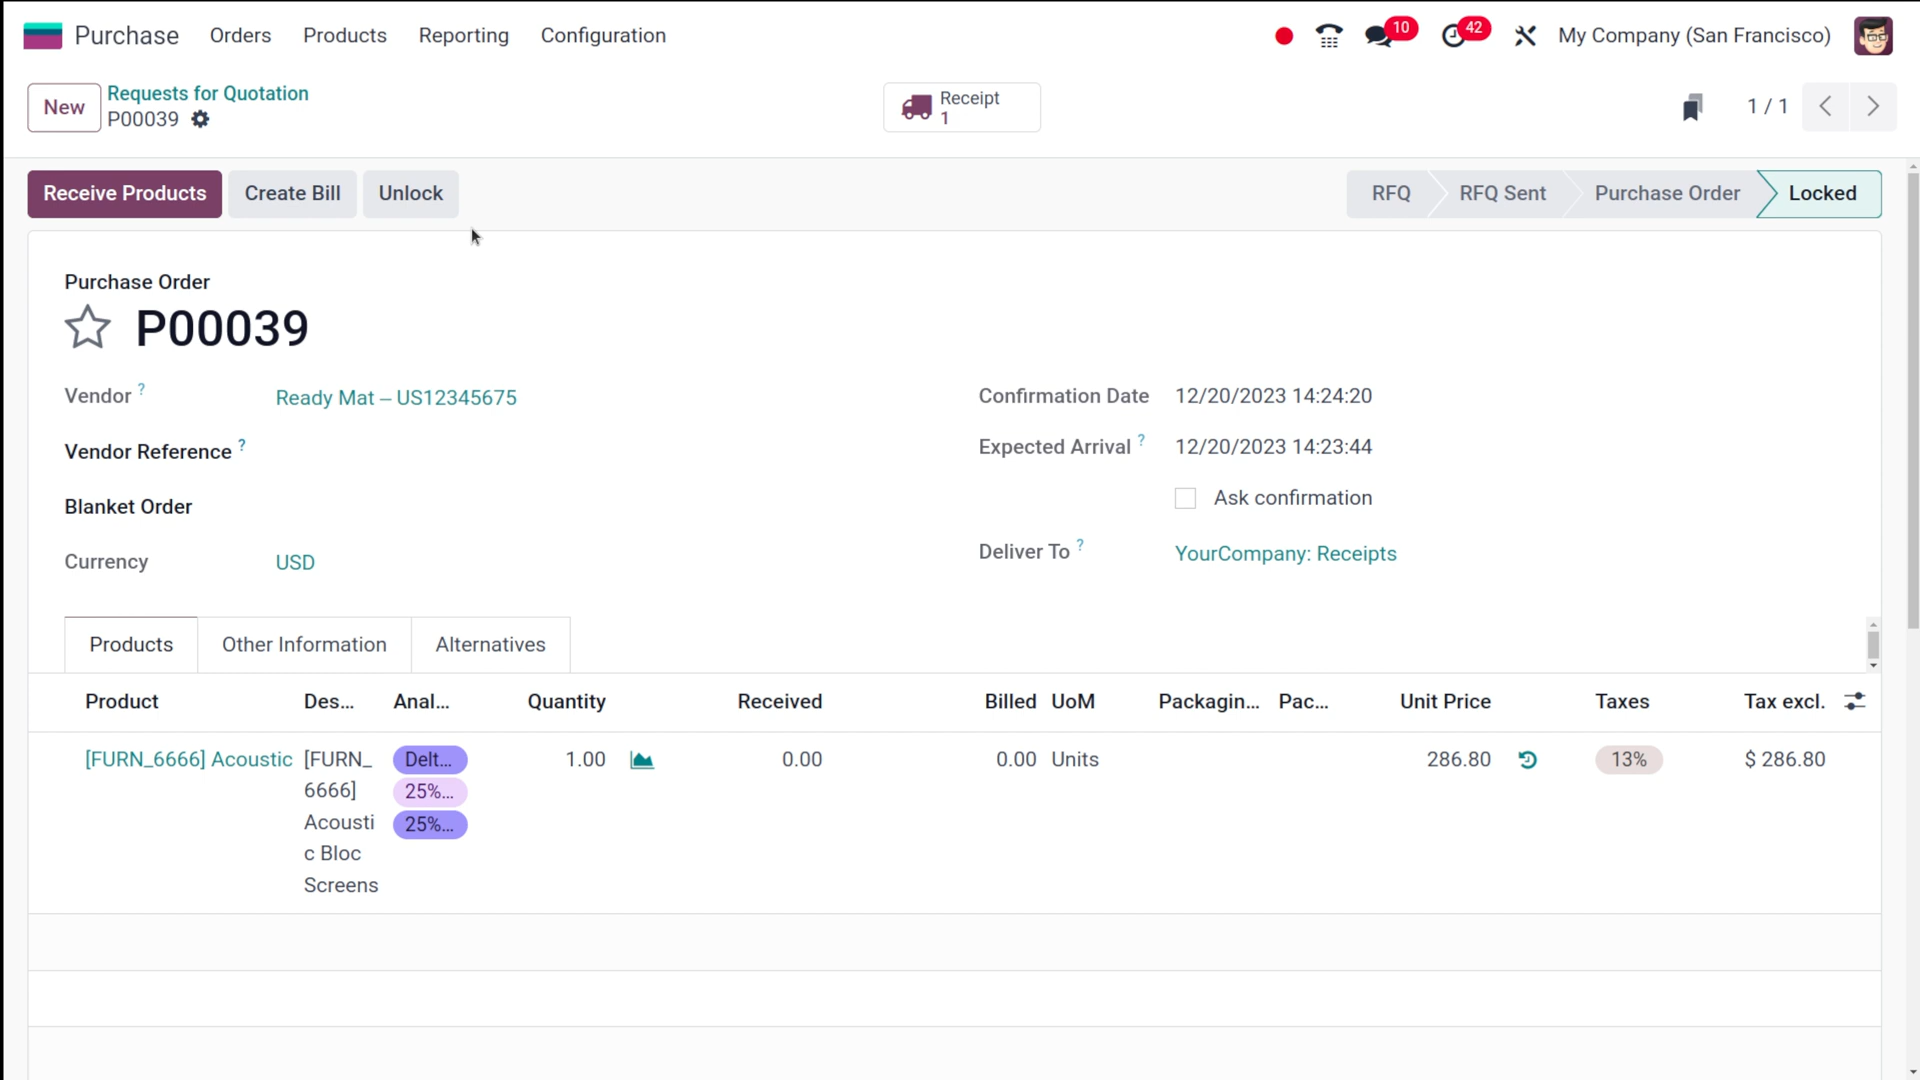 Purchase Orders Products Reporting Configuration 10 42 My Company (San Francisco)
New Requests for Quotation
P00039
Receipt
1
1 / 1
Receive Products Create Bill Unlock RFQ RFQ Sent Purchase Order Locked
Purchase Order
P00039
Vendor ? Ready Mat – US12345675 Confirmation Date 12/20/2023 14:24:20
Vendor Reference ? Expected Arrival ? 12/20/2023 14:23:44
Ask confirmation
Blanket Order
Deliver To ? YourCompany: Receipts
Currency USD
Products Other Information Alternatives
Product Des... Anal... Quantity Received Billed UoM Packagin... Pac... Unit Price Taxes Tax excl.
[FURN_6666] Acoustic [FURN_ Delt... 1.00 0.00 0.00 Units 286.80 13% $ 286.80
6666] 25%...
Acousti 25%...
c Bloc
Screens